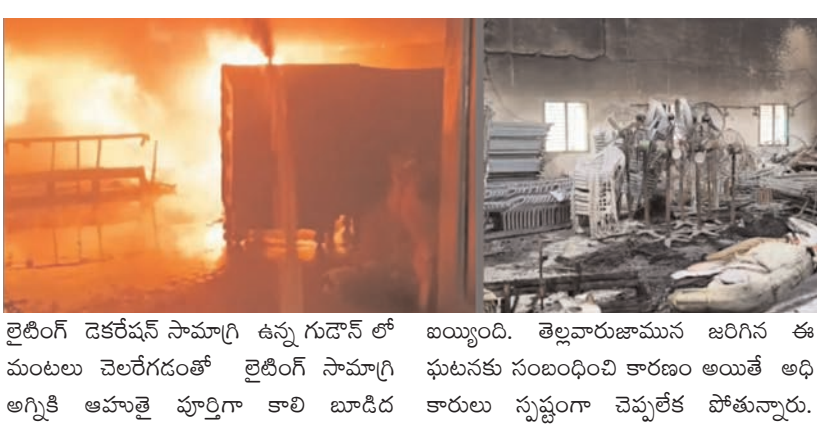 లైటింగ్ డెకరేషన్ సామాగ్రి ఉన్న గుడౌన్ లో
మంటలు చెలరేగడంతో లైటింగ్ సామాగ్రి
అగ్నికి ఆహుతై పూర్తిగా కాలి బూడిద
ఐయ్యింది. తెల్లవారుజామున జరిగిన ఈ
ఘటనకు సంబంధించి కారణం అయితే అధి
కారులు స్పష్టంగా చెప్పలేక పోతున్నారు.